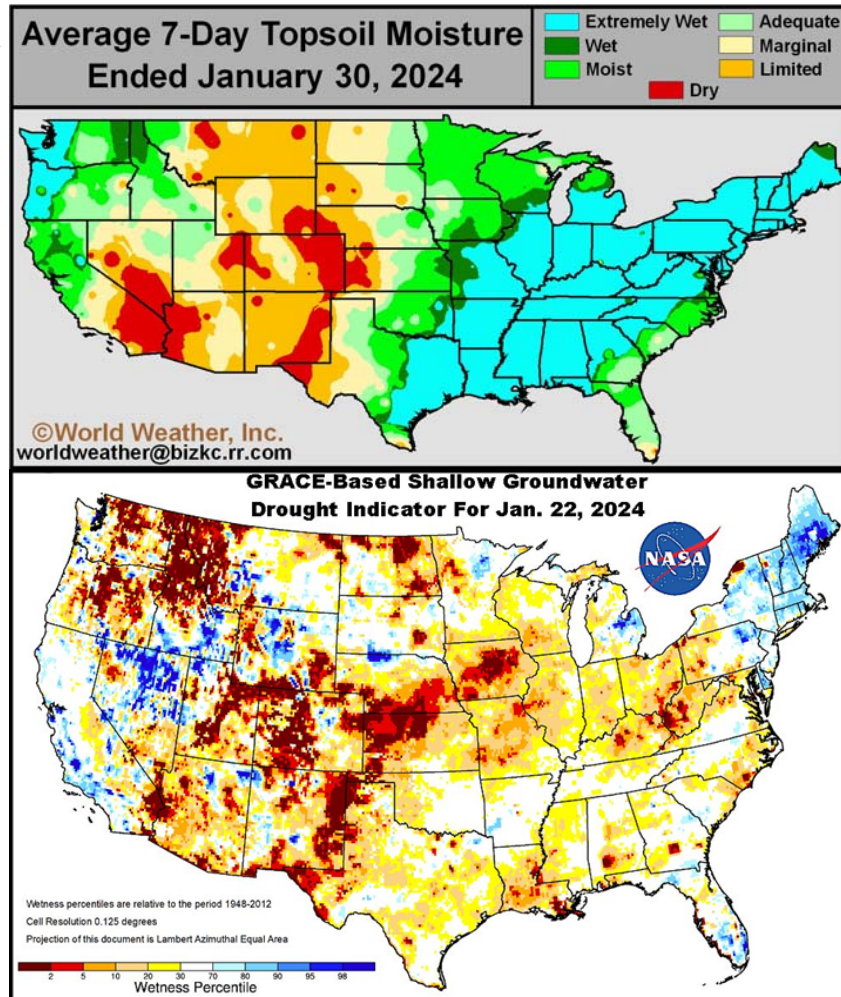 Average 7-Day Topsoil Moisture
Ended January 30, 2024
Extremely Wet
Adequate
Wet
Marginal
Moist
Limited
Dry
©World Weather, Inc.
worldweather@bizkc.rr.com
GRACE-Based Shallow Groundwater
Drought Indicator For Jan. 22, 2024
NASA
Wetness percentiles are relative to the period 1948-2012
Cell Resolution 0.125 degrees
Projection of this document is Lambert Azimuthal Equal Area
2 5 10 20 30 70 80 90 95 98
Wetness Percentile